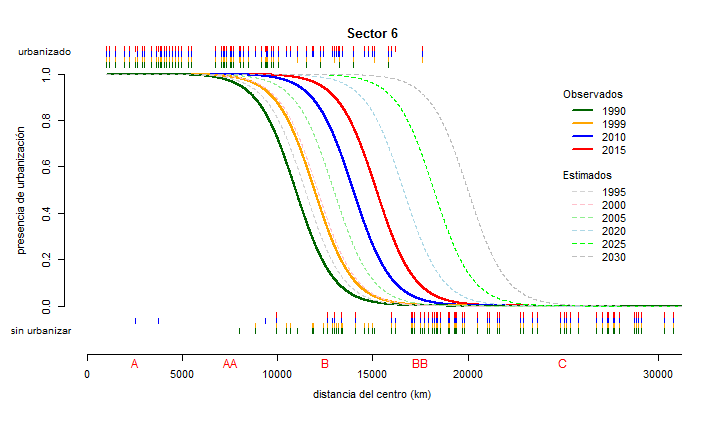 Sector 6
urbanizado
presencia de urbanización
1.0
0.8
0.6
0.4
0.2
0.0
Observados
1990
1999
2010
2015
Estimados
1995
2000
2005
2020
2025
2030
sin urbanizar
A AA B BB C
0 5000 10000 15000 20000 30000
distancia del centro (km)